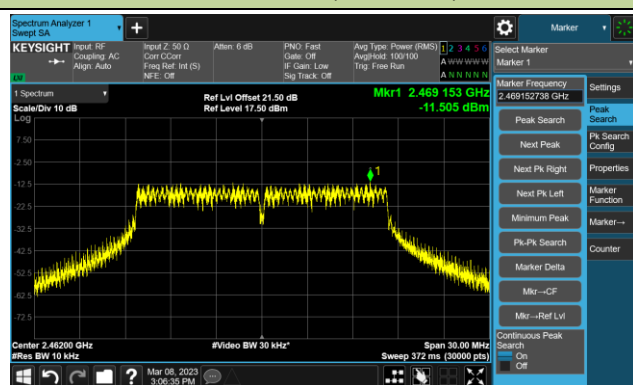 Spectrum Analyzer 1
Swept SA
Marker
KEYSIGHT
Input: RF
Coupling: AC
Align: Auto
Input Z: 50 Ω
Corr CCorr
Freq Ref: Int (S)
NFE: Off
Atten: 6 dB
PNO: Fast
Gate: Off
IF Gain: Low
Sig Track: Off
Avg Type: Power (RMS)
Avg|Hold: 100/100
Trig: Free Run
1 2 3 4 5 6
A W W W W W
A N N N N N
Select Marker
Marker 1
1 Spectrum
Scale/Div 10 dB
Log
Ref Lvl Offset 21.50 dB
Ref Level 17.50 dBm
Mkr1 2.469 153 GHz
-11.505 dBm
7.50
-2.50
-12.5
-22.5
-32.5
-42.5
-52.5
-62.5
-72.5
1
Center 2.46200 GHz
#Res BW 10 kHz
#Video BW 30 kHz*
Span 30.00 MHz
Sweep 372 ms (30000 pts)
Marker Frequency
2.469152738 GHz
Peak Search
Next Peak
Next Pk Right
Next Pk Left
Minimum Peak
Pk-Pk Search
Marker Delta
Mkr→CF
Mkr→Ref Lvl
Continuous Peak
Search
On
Off
Settings
Peak
Search
Pk Search
Config
Properties
Marker
Function
Marker→
Counter
Mar 08, 2023
3:06:35 PM